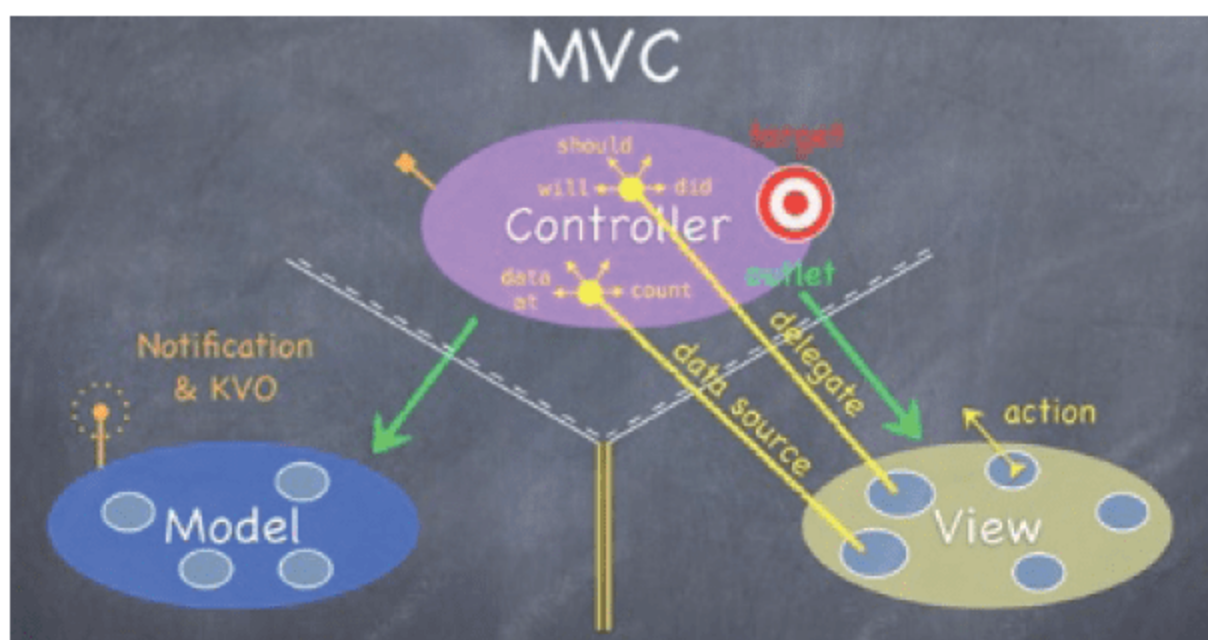 MVC
target
should
will
did
Controller
data
at
count
outlet
Notification
& KVO
delegate
data source
action
Model
View